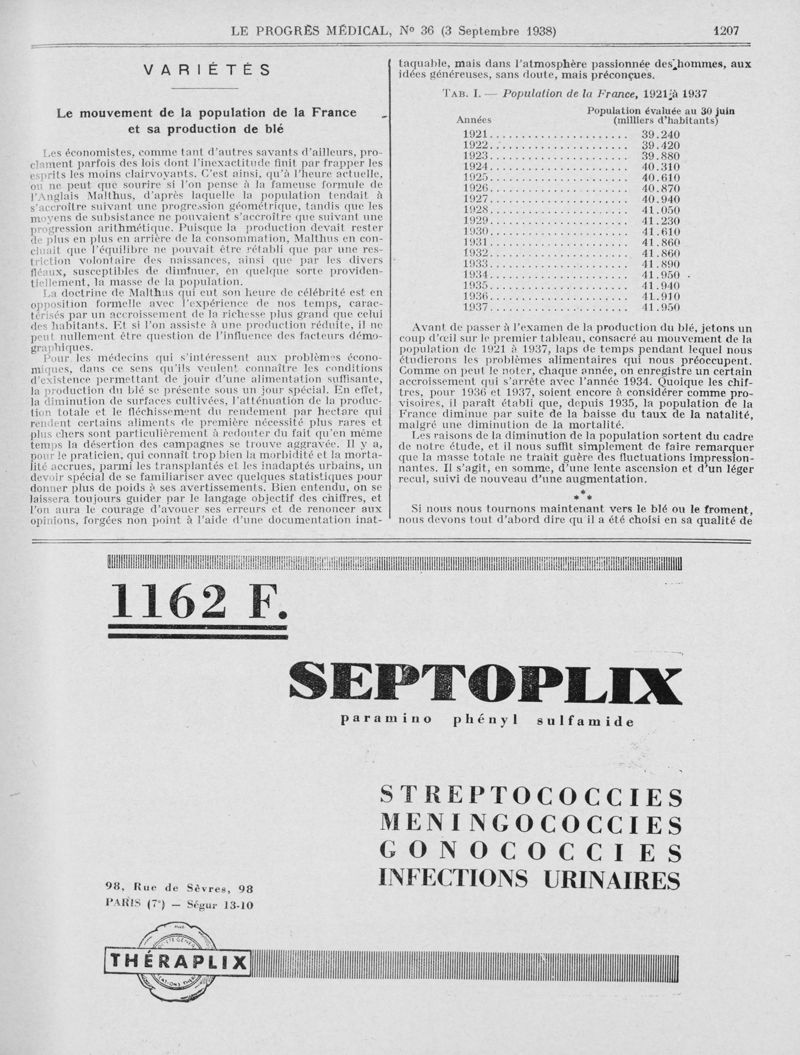 LE PROGRÈS MÉDICAL, No 36 (3 Septembre 1938)
1207
VARIÉTÉS
Le mouvement de la population de la France
et sa production de blé
Les économistes, comme tant d'autres savants d'ailleurs, pro-
clament parfois des lois dont l'inexactitude finit par frapper les
esprits les moins clairvoyants. C'est ainsi, qu'à l'heure actuelle,
on ne peut que sourire si l'on pense à la fameuse formule de
l'Anglais Malthus, d'après laquelle la population tendait à
s'accroître suivant une progression géométrique, tandis que les
moyens de subsistance ne pouvaient s'accroître que suivant une
progression arithmétique. Puisque la production devait rester
de plus en plus en arrière de la consommation, Malthus en con-
cluait que l'équilibre ne pouvait être rétabli que par une res-
triction volontaire des naissances, ainsi que par les divers
fléaux, susceptibles de diminuer, en quelque sorte providen-
tiellement, la masse de la population.
La doctrine de Malthus qui eut son heure de célébrité est en
opposition formelle avec l'expérience de nos temps, carac-
térisés par un accroissement de la richesse plus grand que celui
des habitants. Et si l'on assiste à une production réduite, il ne
peut nullement être question de l'influence des facteurs démo-
graphiques.
Pour les médecins qui s'intéressent aux problèmes écono-
miques, dans ce sens qu'ils veulent connaître les conditions
d'existence permettant de jouir d'une alimentation suffisante,
la production du blé se présente sous un jour spécial. En effet,
la diminution de surfaces cultivées, l'atténuation de la produc-
tion totale et le fléchissement du rendement par hectare qui
rendent certains aliments de première nécessité plus rares et
plus chers sont particulièrement à redouter du fait qu'en même
temps la désertion des campagnes se trouve aggravée. Il y a,
pour le praticien, qui connaît trop bien la morbidité et la morta-
lité accrues, parmi les transplantés et les inadaptés urbains, un
devoir spécial de se familiariser avec quelques statistiques pour
donner plus de poids à ses avertissements. Bien entendu, on se
laissera toujours guider par le langage objectif des chiffres, et
l'on aura le courage d'avouer ses erreurs et de renoncer aux
opinions, forgées non point à l'aide d'une documentation inat-
taquable, mais dans l'atmosphère passionnée des hommes, aux
idées généreuses, sans doute, mais préconçues.
TAB. I. — Population de la France, 1921 à 1937
Population évaluée au 30 juin
Années (milliers d'habitants)
1921..................... 39.240
1922..................... 39.420
1923..................... 39.880
1924..................... 40.310
1925..................... 40.610
1926..................... 40.870
1927..................... 40.940
1928..................... 41.050
1929..................... 41.230
1930..................... 41.610
1931..................... 41.860
1932..................... 41.860
1933..................... 41.890
1934..................... 41.950
1935..................... 41.940
1936..................... 41.910
1937..................... 41.950
Avant de passer à l'examen de la production du blé, jetons un
coup d'œil sur le premier tableau, consacré au mouvement de la
population de 1921 à 1937, laps de temps pendant lequel nous
étudierons les problèmes alimentaires qui nous préoccupent.
Comme on peut le noter, chaque année, on enregistre un certain
accroissement qui s'arrête avec l'année 1934. Quoique les chif-
fres, pour 1936 et 1937, soient encore à considérer comme pro-
visoires, il paraît établi que, depuis 1935, la population de la
France diminue par suite de la baisse du taux de la natalité,
malgré une diminution de la mortalité.
Les raisons de la diminution de la population sortent du cadre
de notre étude, et il nous suffit simplement de faire remarquer
que la masse totale ne trahit guère des fluctuations impression-
nantes. Il s'agit, en somme, d'une lente ascension et d'un léger
recul, suivi de nouveau d'une augmentation.
*
* *
Si nous nous tournons maintenant vers le blé ou le froment,
nous devons tout d'abord dire qu'il a été choisi en sa qualité de
1162 F.
SEPTOPLIX
paramino phényl sulfamide
STREPTOCOCCIES
MENINGOCOCCIES
GONOCOCCIES
INFECTIONS URINAIRES
98, Rue de Sèvres, 98
PARIS (7e) — Ségur 13-10
THÉRAPLIX